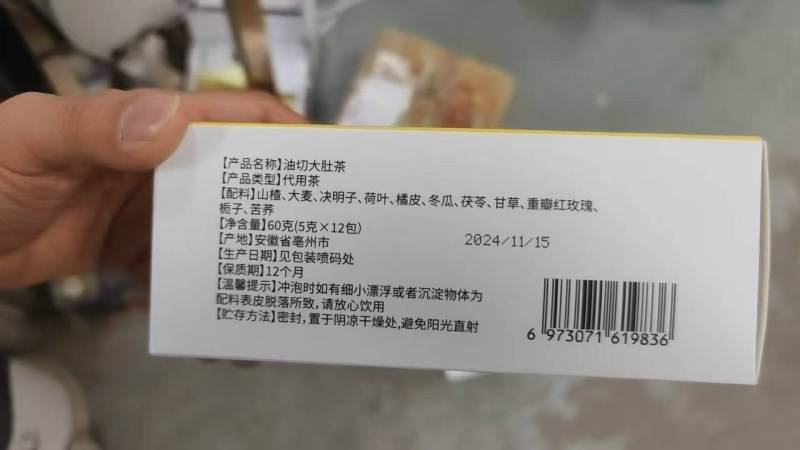 【产品名称】油切大肚茶
【产品类型】代用茶
【配料】山楂、大麦、决明子、荷叶、橘皮、冬瓜、茯苓、甘草、重瓣红玫瑰、
栀子、苦荞
【净含量】60克(5克×12包)
【产地】安徽省亳州市
2024/11/15
【生产日期】见包装喷码处
【保质期】12个月
【温馨提示】冲泡时如有细小漂浮或者沉淀物体为
配料表皮脱落所致,请放心饮用
【贮存方法】密封,置于阴凉干燥处,避免阳光直射
6 973071 619836